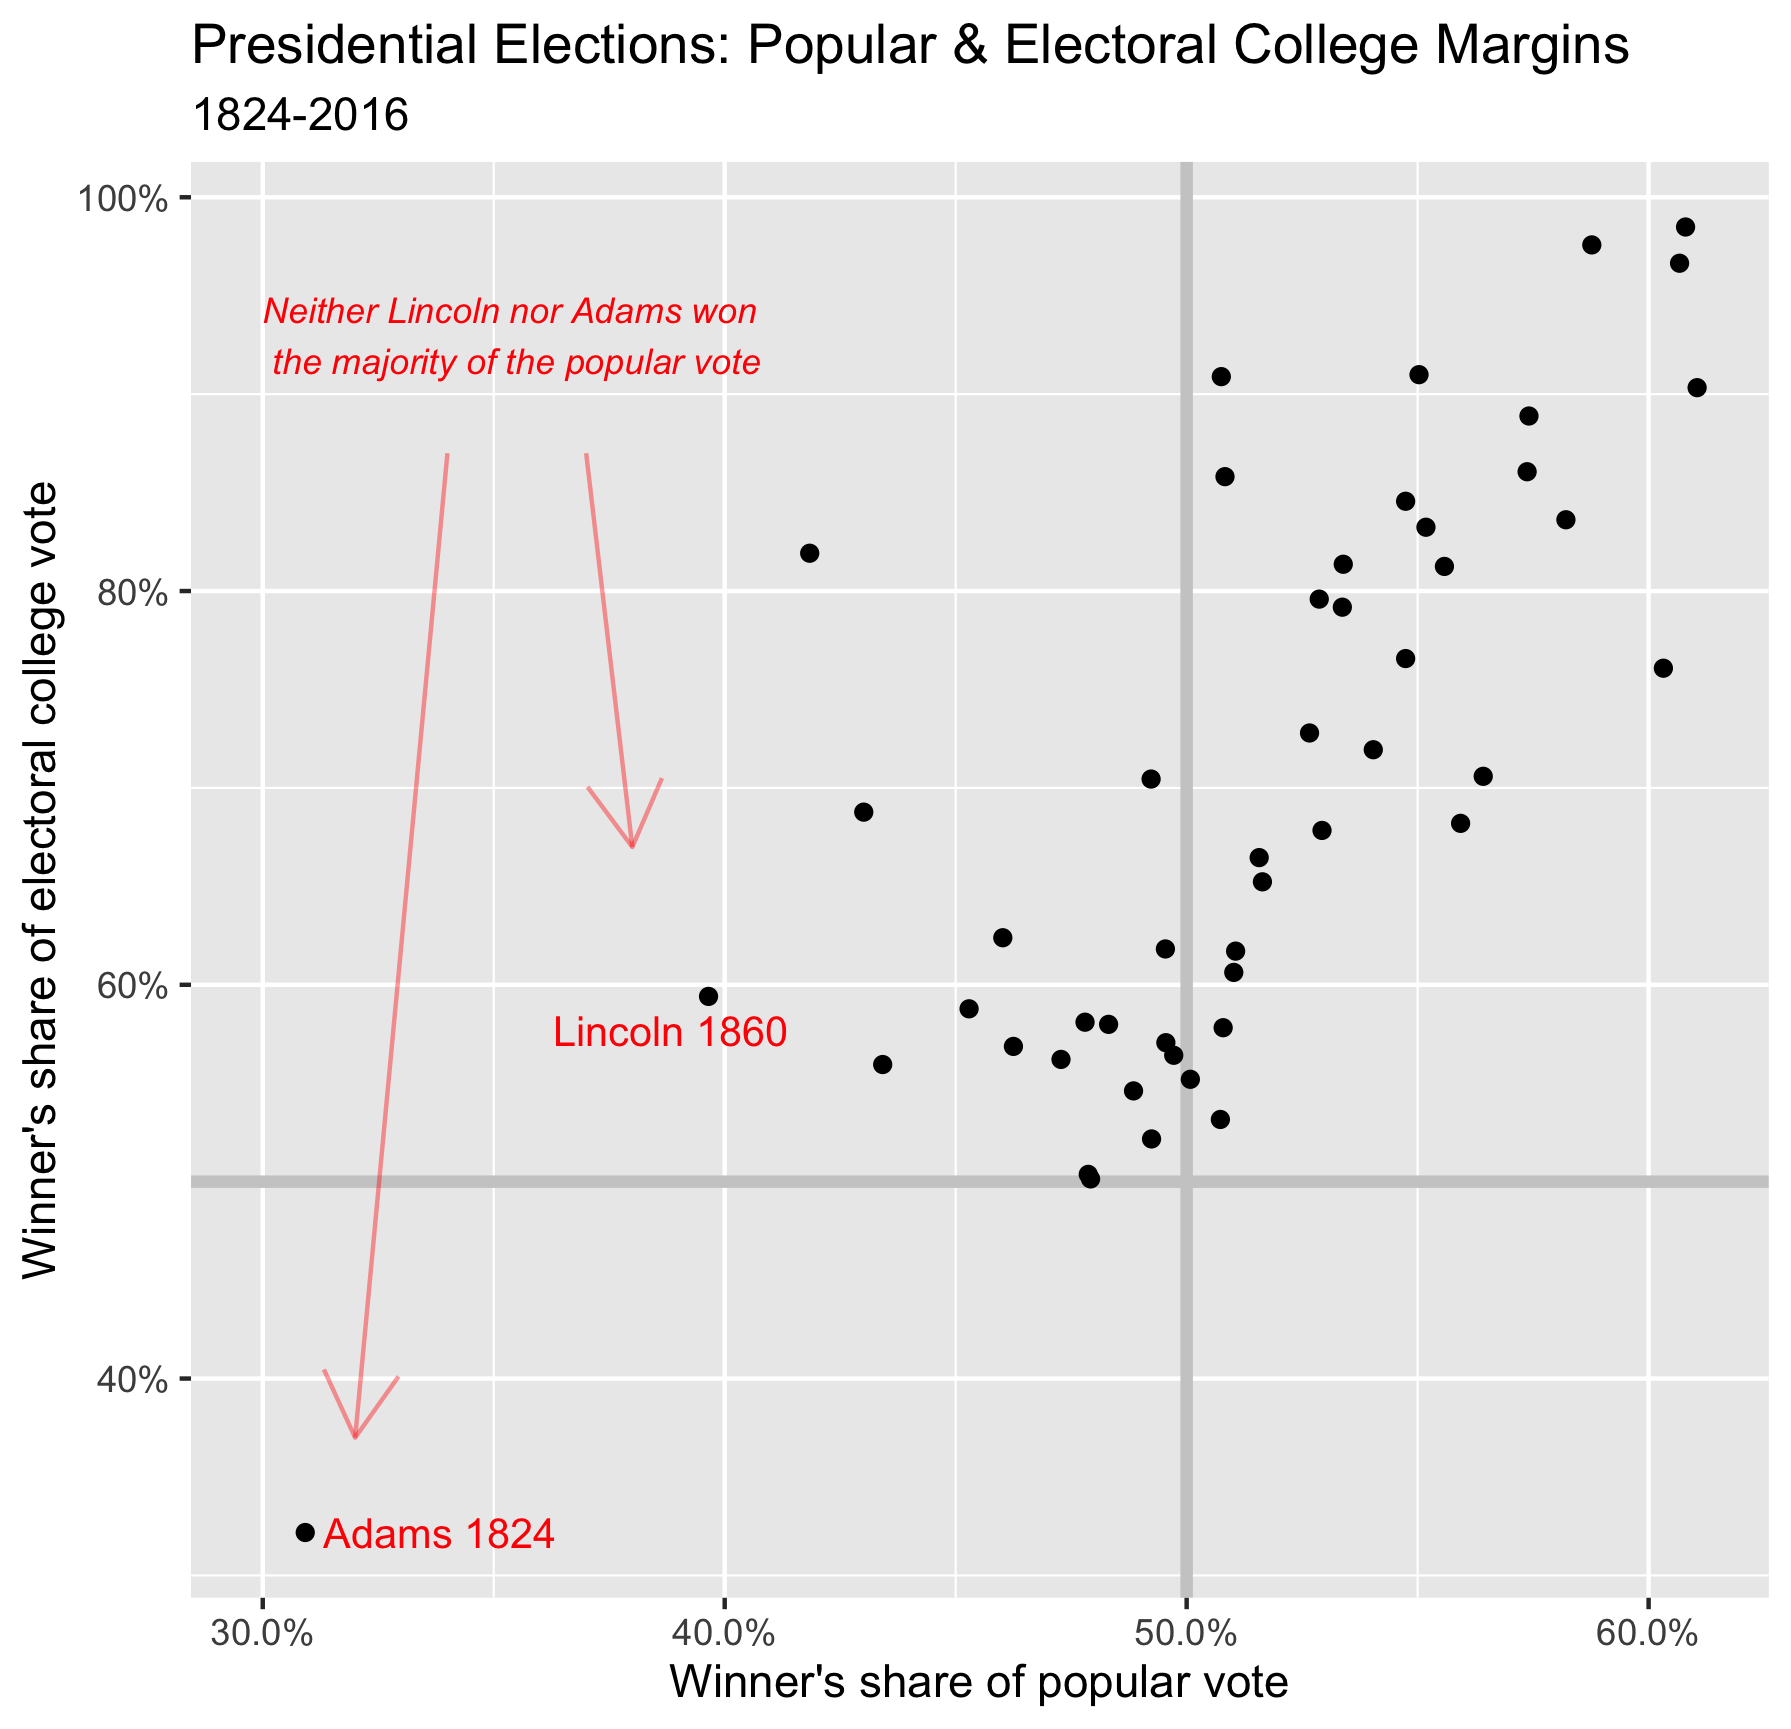 Presidential Elections: Popular & Electoral College Margins
1824-2016
Neither Lincoln nor Adams won
the majority of the popular vote
Lincoln 1860
Adams 1824
Winner's share of electoral college vote
100%
80%
60%
40%
30.0%
40.0%
50.0%
60.0%
Winner's share of popular vote